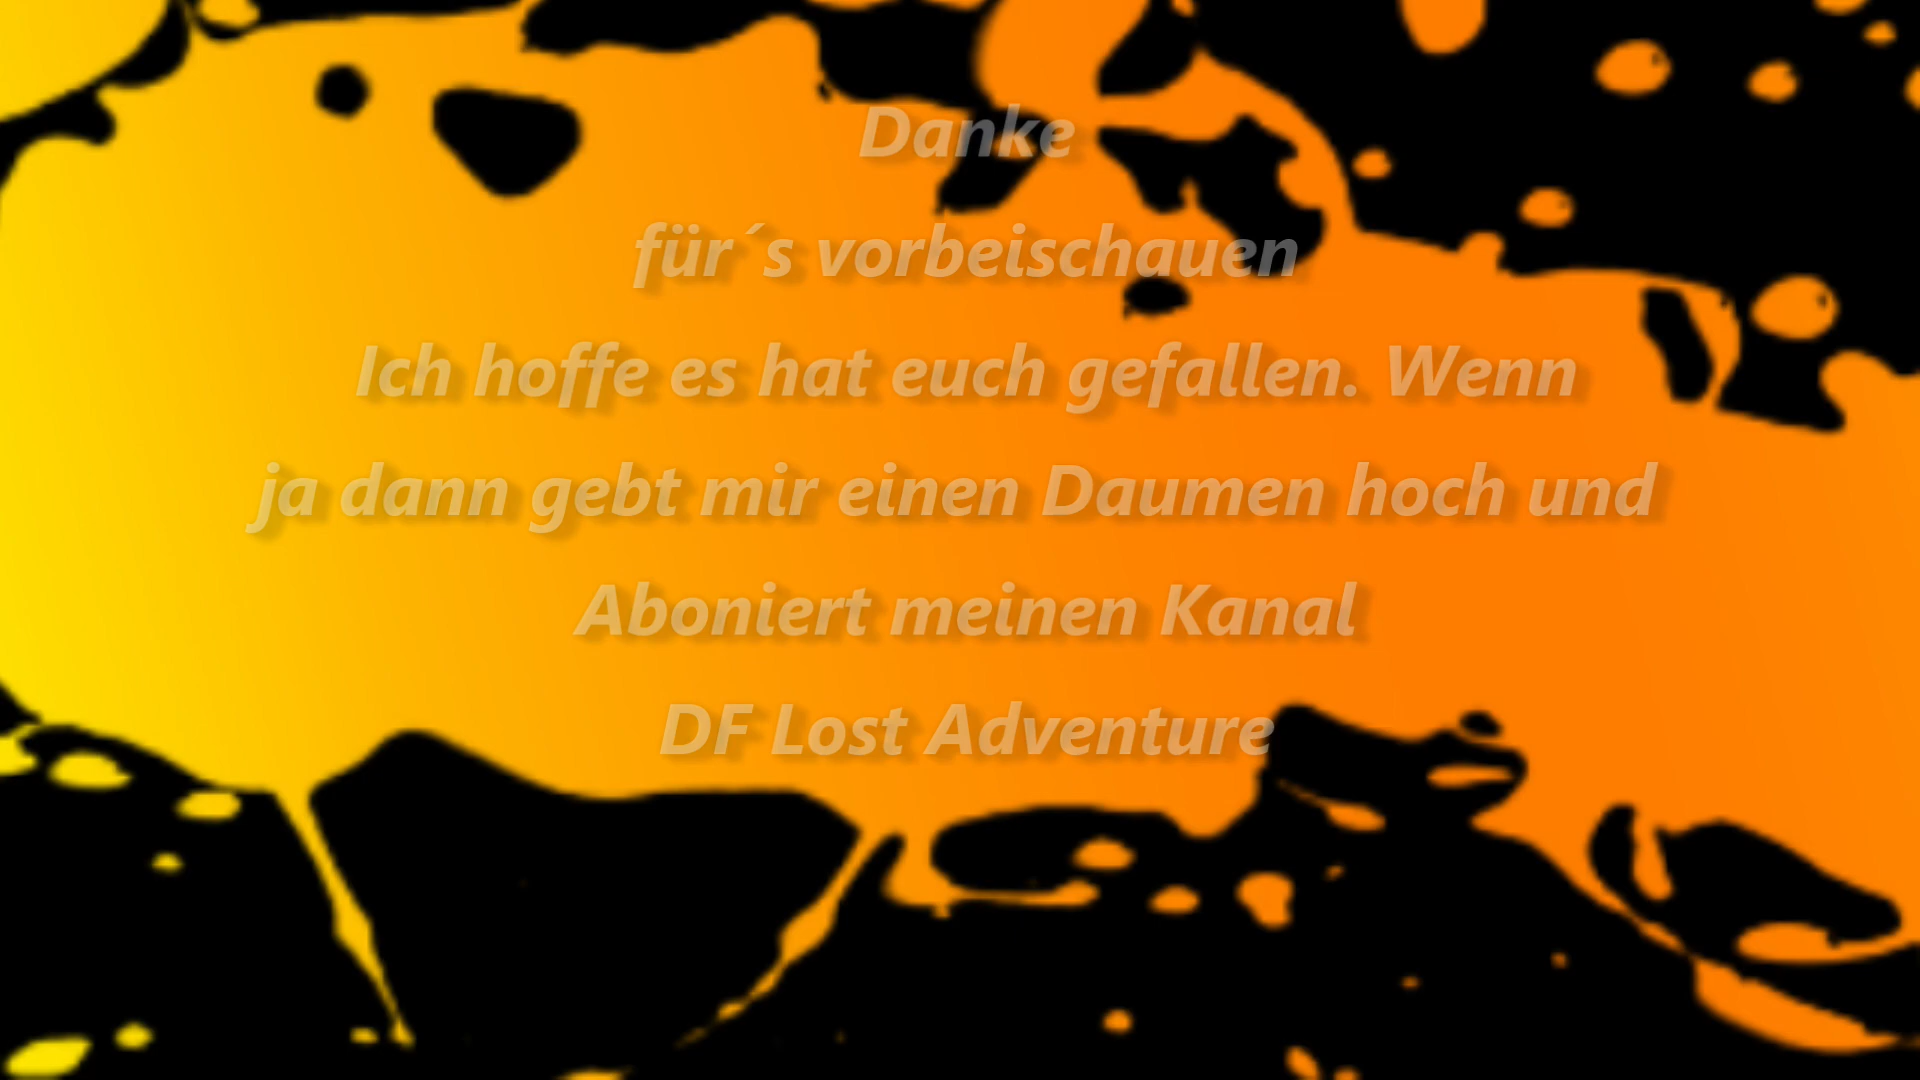 Danke
für´s vorbeischauen
Ich hoffe es hat euch gefallen. Wenn
ja dann gebt mir einen Daumen hoch und
Aboniert meinen Kanal
DF Lost Adventure